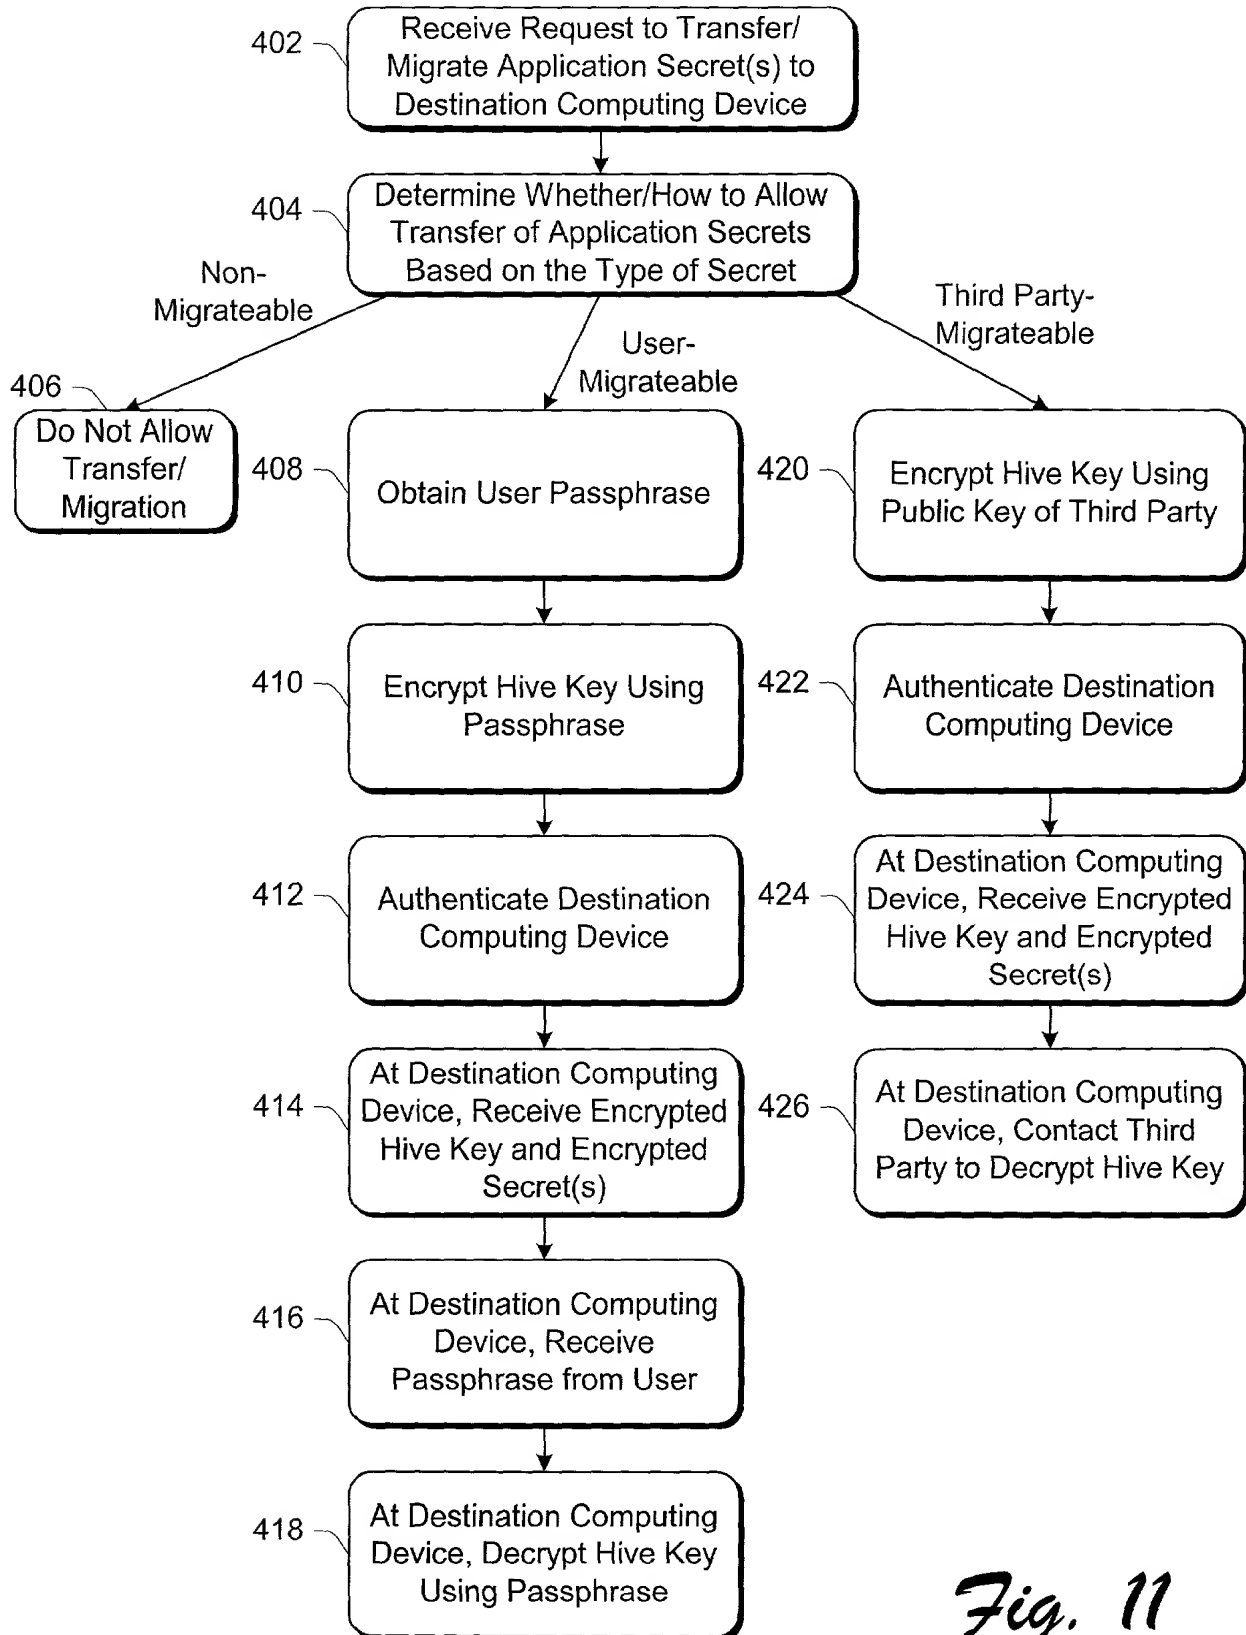 402
Receive Request to Transfer/
Migrate Application Secret(s) to
Destination Computing Device
404
Determine Whether/How to Allow
Transfer of Application Secrets
Based on the Type of Secret
Non-
Migrateable
User-
Migrateable
Third Party-
Migrateable
406
Do Not Allow
Transfer/
Migration
408
Obtain User Passphrase
410
Encrypt Hive Key Using
Passphrase
412
Authenticate Destination
Computing Device
414
At Destination Computing
Device, Receive Encrypted
Hive Key and Encrypted
Secret(s)
416
At Destination Computing
Device, Receive
Passphrase from User
418
At Destination Computing
Device, Decrypt Hive Key
Using Passphrase
420
Encrypt Hive Key Using
Public Key of Third Party
422
Authenticate Destination
Computing Device
424
At Destination Computing
Device, Receive Encrypted
Hive Key and Encrypted
Secret(s)
426
At Destination Computing
Device, Contact Third
Party to Decrypt Hive Key
Fig. 11